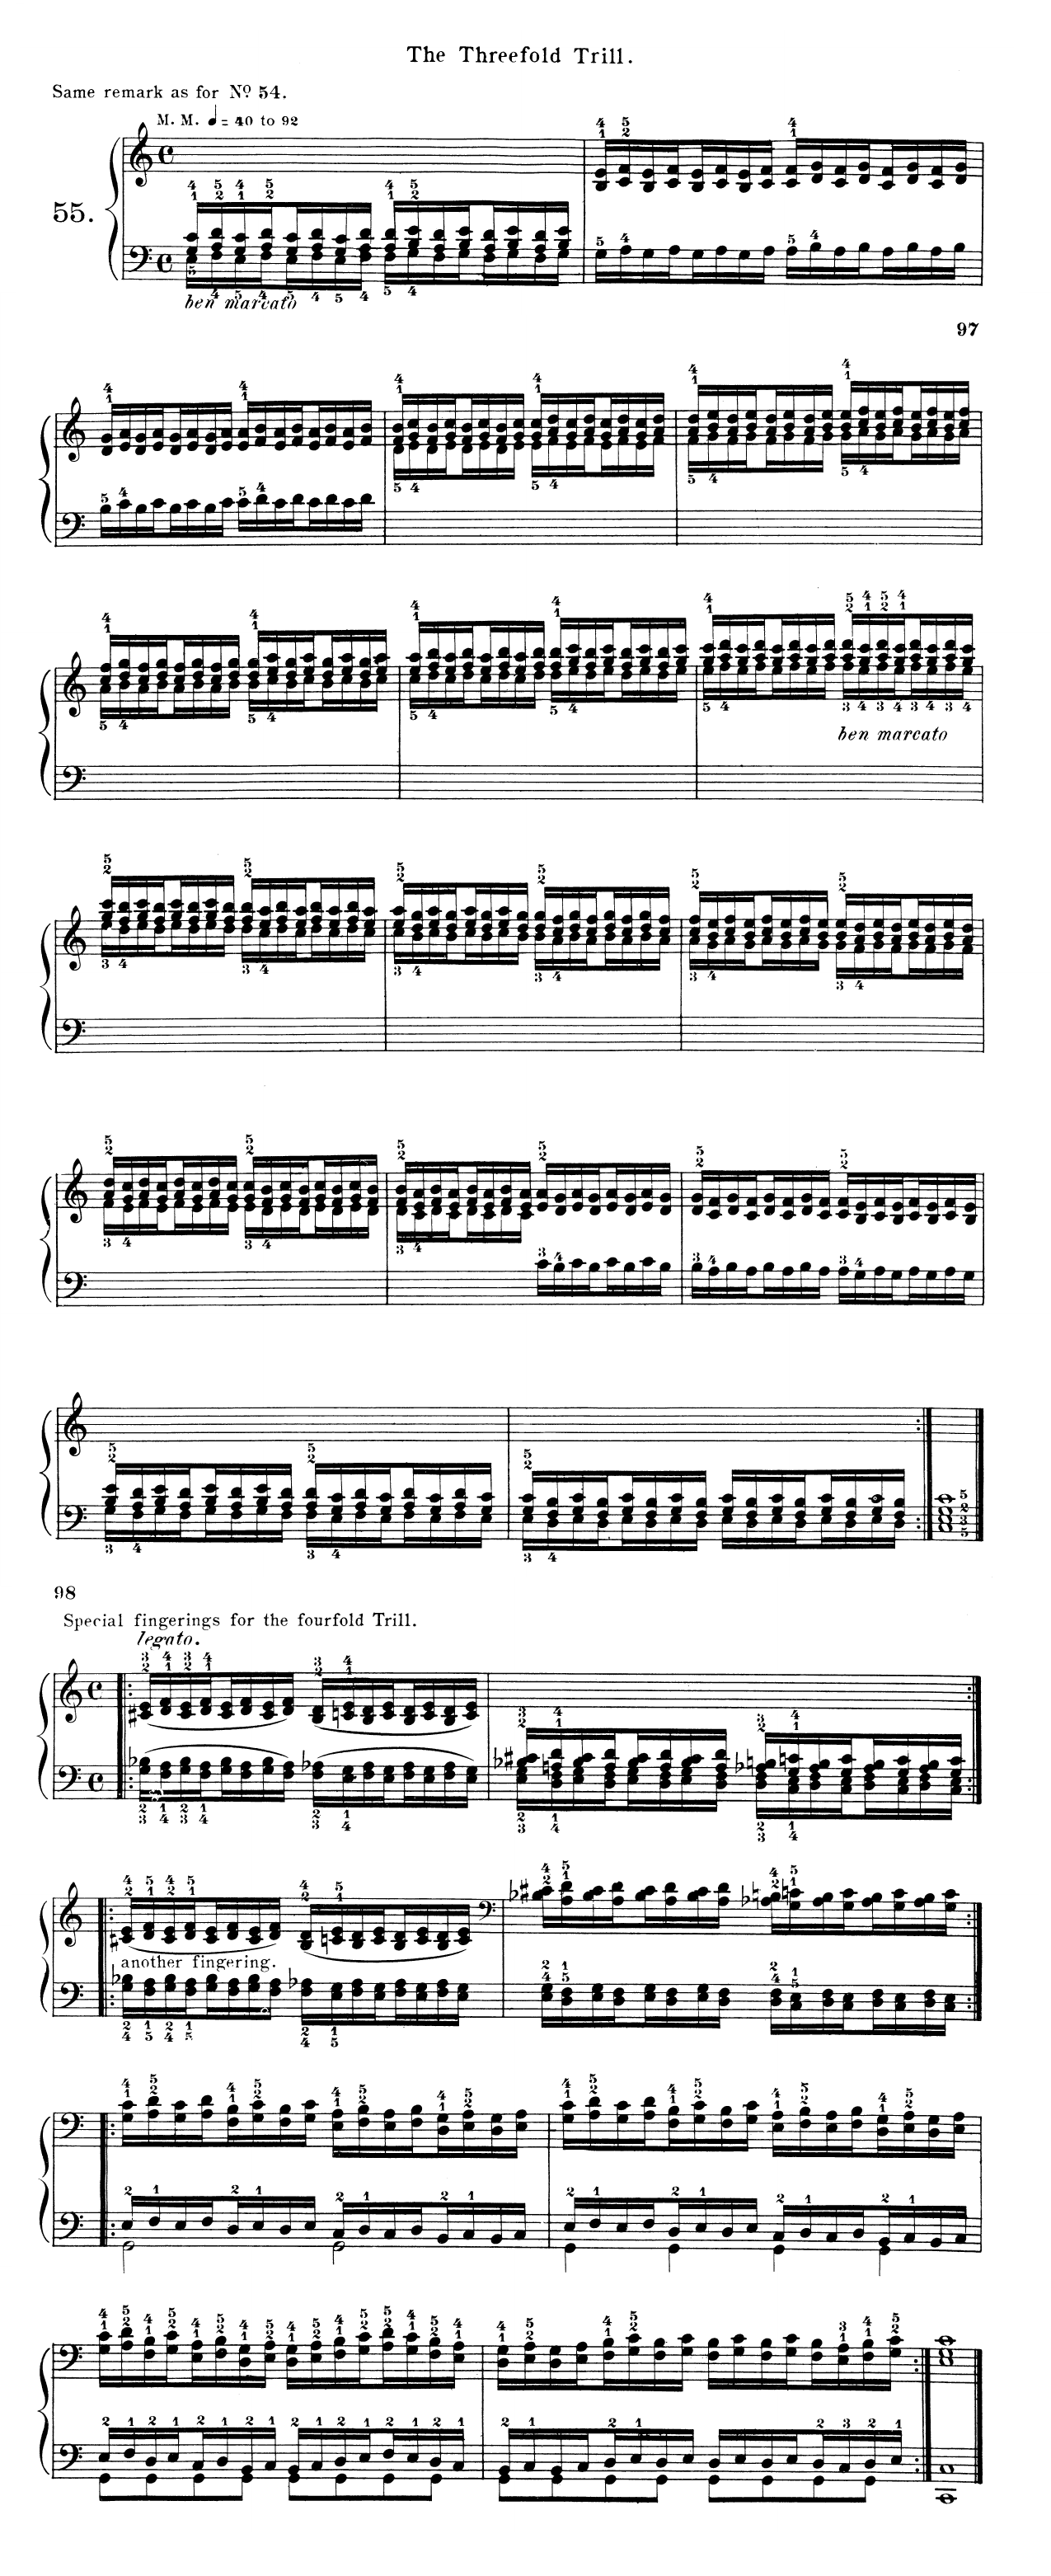 The Threefold Trill.
Same remark as for Nº 54.
M. M. ♩ = 40 to 92
55.
ben marcato
97
ben marcato
98
Special fingerings for the fourfold Trill.
legato.
another fingering.